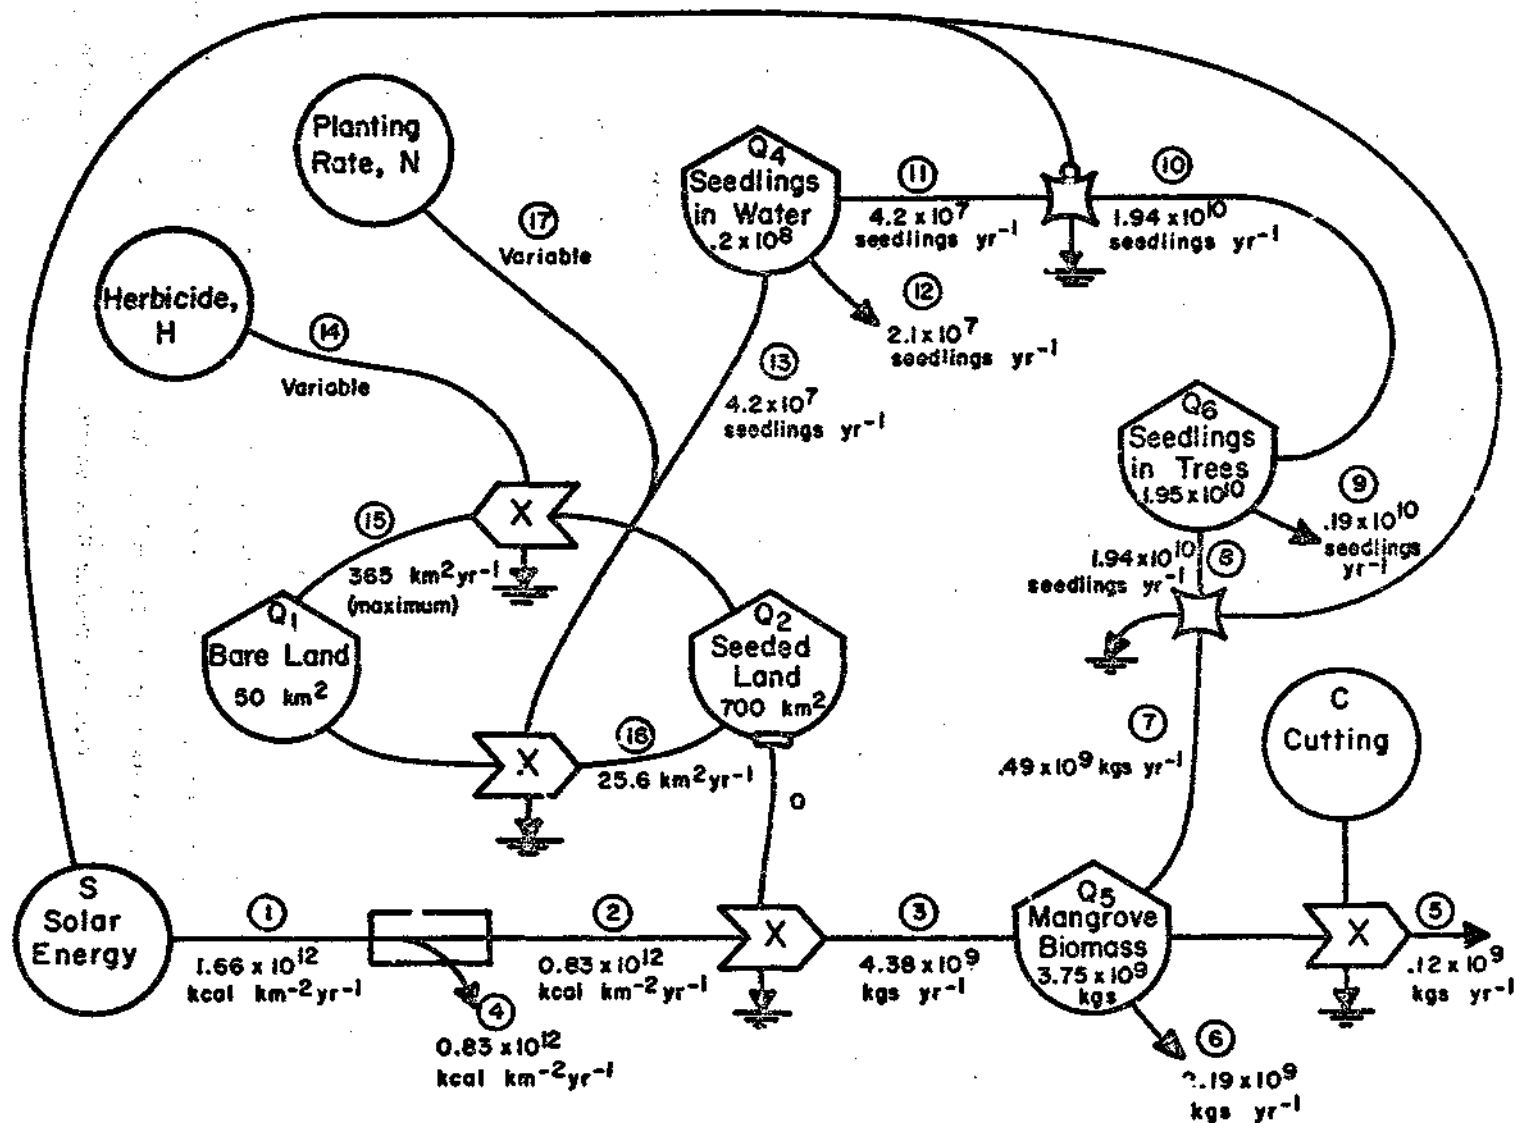 Planting
Rate, N
17
Variable
Herbicide,
H
14
Variable
Q4
Seedlings
in Water
.2 x 10^8
11
4.2 x 10^7
seedlings yr^-1
10
1.94 x 10^10
seedlings yr^-1
12
2.1 x 10^7
seedlings yr^-1
13
4.2 x 10^7
seedlings yr^-1
Q6
Seedlings
in Trees
1.95 x 10^10
9
.19 x 10^10
seedlings
yr^-1
1.94 x 10^10
seedlings yr^-1
8
X
15
365 km^2 yr^-1
(maximum)
Q1
Bare Land
50 km^2
Q2
Seeded
Land
700 km^2
X
16
25.6 km^2 yr^-1
0
7
.49 x 10^9 kgs yr^-1
C
Cutting
S
Solar
Energy
1
1.66 x 10^12
kcal km^-2 yr^-1
2
0.83 x 10^12
kcal km^-2 yr^-1
4
0.83 x 10^12
kcal km^-2 yr^-1
X
3
4.38 x 10^9
kgs yr^-1
Q5
Mangrove
Biomass
3.75 x 10^9
kgs
X
5
.12 x 10^9
kgs yr^-1
6
.19 x 10^9
kgs yr^-1